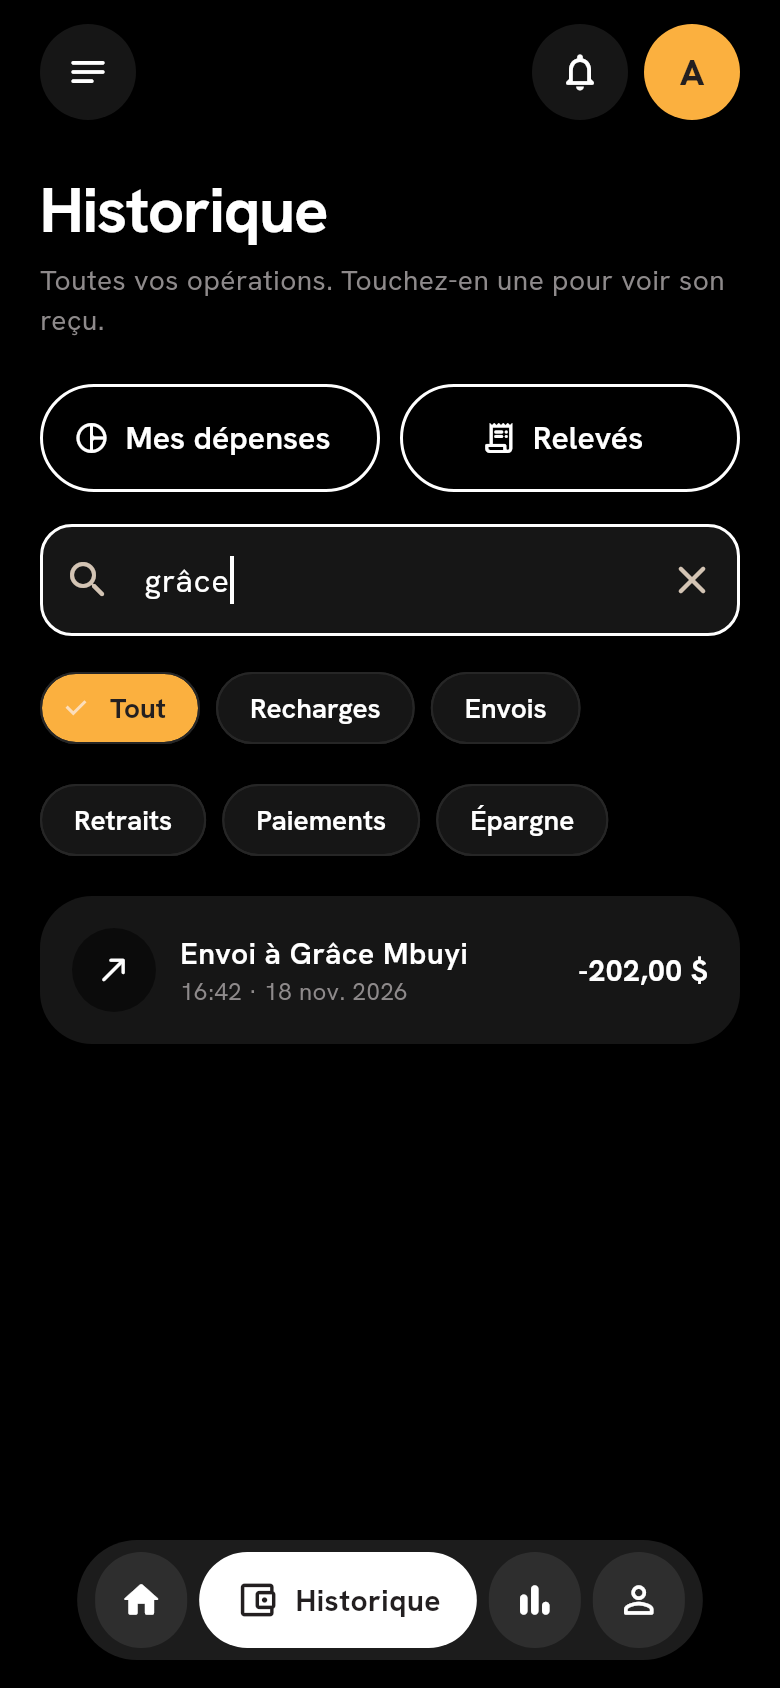 A
Historique
Toutes vos opérations. Touchez-en une pour voir son
reçu.
Mes dépenses
Relevés
grâce
Tout
Recharges
Envois
Retraits
Paiements
Épargne
Envoi à Grâce Mbuyi
-202,00 $
16:42 · 18 nov. 2026
Historique